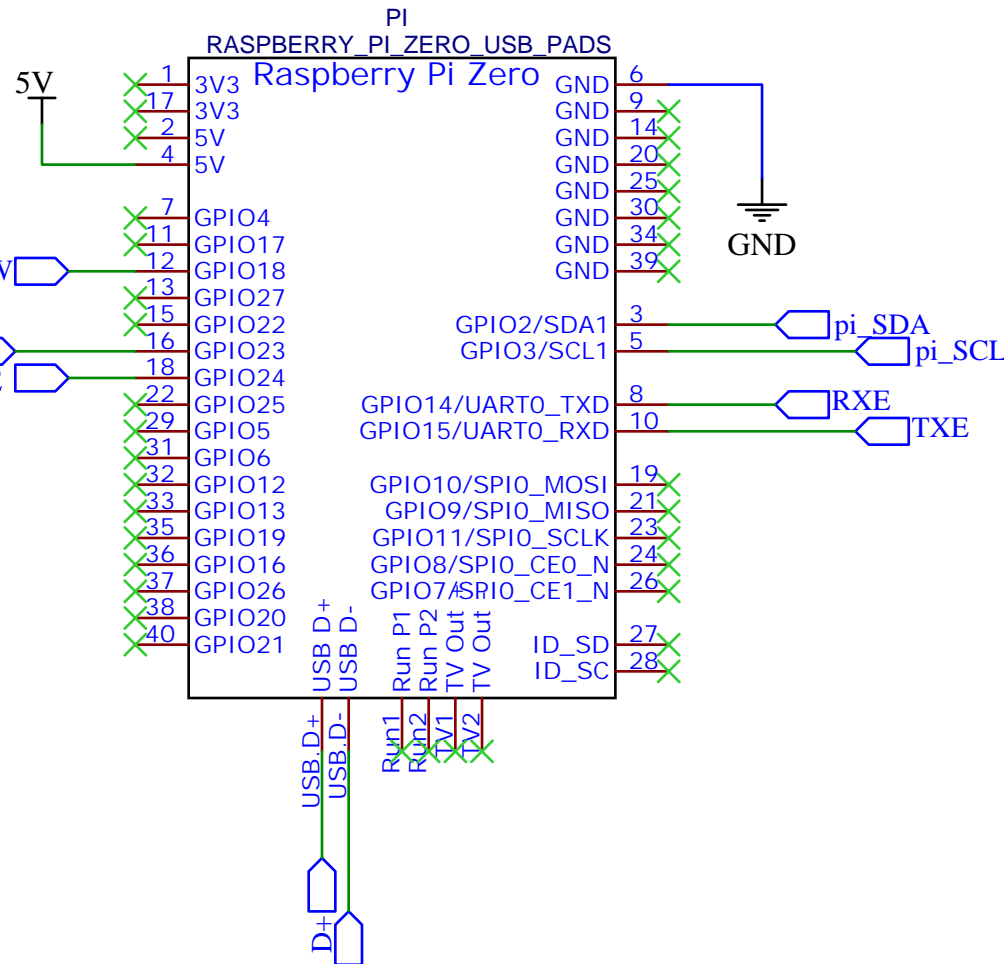 PI
RASPBERRY_PI_ZERO_USB_PADS
Raspberry Pi Zero
5V
1 3V3
17 3V3
2 5V
4 5V
7 GPIO4
11 GPIO17
12 GPIO18
13 GPIO27
15 GPIO22
16 GPIO23
18 GPIO24
22 GPIO25
29 GPIO5
31 GPIO6
32 GPIO12
33 GPIO13
35 GPIO19
36 GPIO16
37 GPIO26
38 GPIO20
40 GPIO21
GND 6
GND 9
GND 14
GND 20
GND 25
GND 30
GND 34
GND 39
GND
GPIO2/SDA1 3 pi_SDA
GPIO3/SCL1 5 pi_SCL
GPIO14/UART0_TXD 8 RXE
GPIO15/UART0_RXD 10 TXE
GPIO10/SPI0_MOSI 19
GPIO9/SPI0_MISO 21
GPIO11/SPI0_SCLK 23
GPIO8/SPI0_CE0_N 24
GPIO7/SPI0_CE1_N 26
ID_SD 27
ID_SC 28
USB D+
USB D-
Run P1
Run P2
TV Out
TV Out
USB.D+
USB.D-
Run1
Run2
TV1
TV2
D+